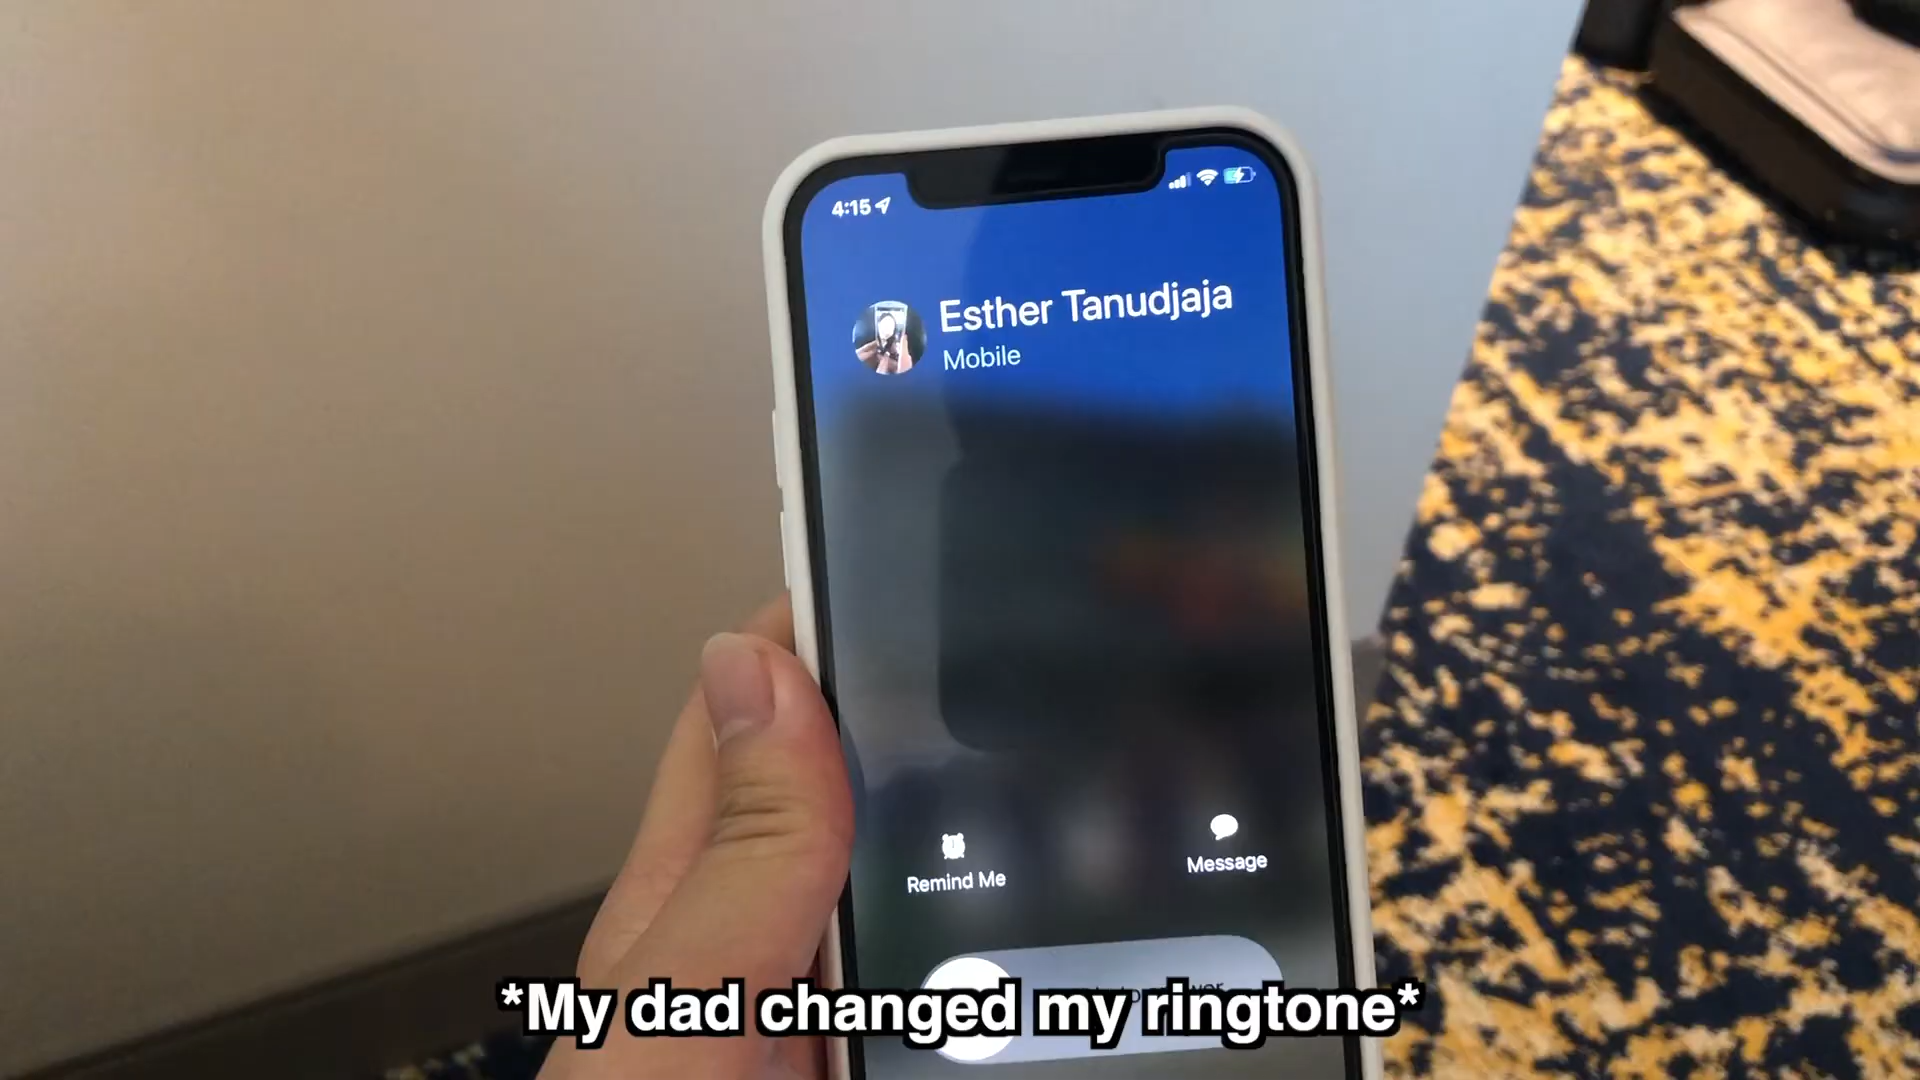 4:15
Esther Tanudjaja
Mobile
Remind Me
Message
*My dad changed my ringtone*